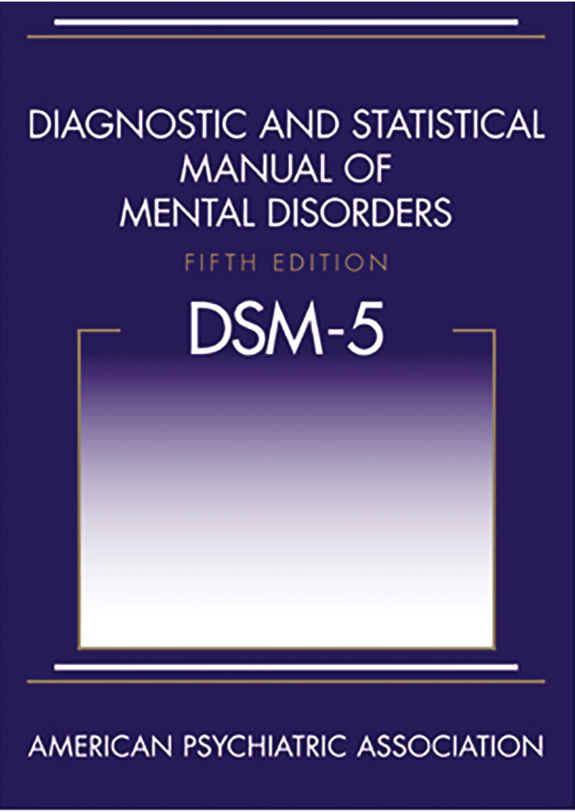 DIAGNOSTIC AND STATISTICAL
MANUAL OF
MENTAL DISORDERS
FIFTH EDITION
DSM-5
AMERICAN PSYCHIATRIC ASSOCIATION